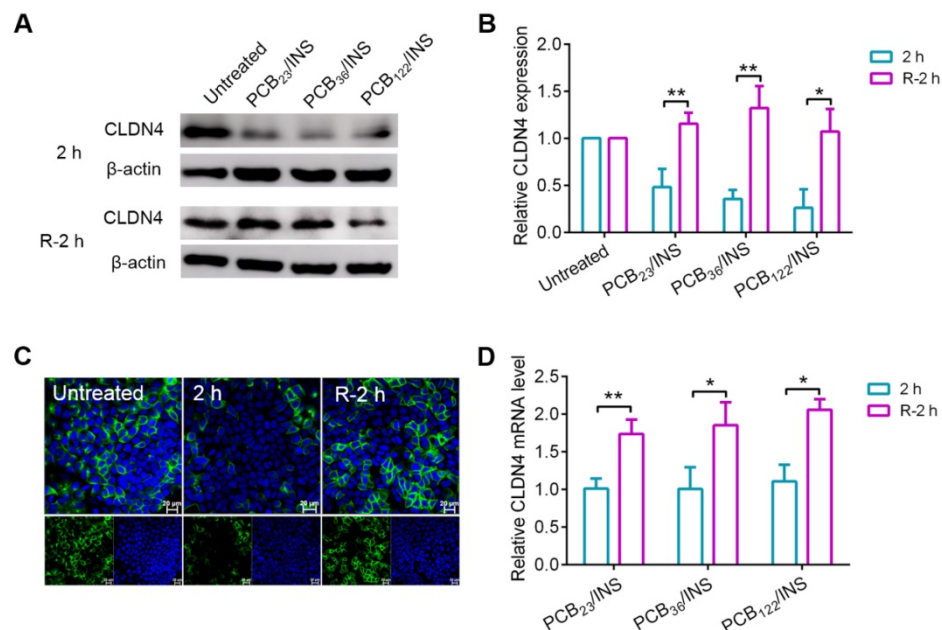 A
Untreated
PCB₂₃/INS
PCB₃₆/INS
PCB₁₂₂/INS
2 h
CLDN4
β-actin
R-2 h
CLDN4
β-actin
B
Relative CLDN4 expression
2.0
1.5
1.0
0.5
0.0
**
**
*
2 h
R-2 h
Untreated
PCB₂₃/INS
PCB₃₆/INS
PCB₁₂₂/INS
C
Untreated
2 h
R-2 h
20 μm
20 μm
20 μm
D
Relative CLDN4 mRNA level
2.5
2.0
1.5
1.0
0.5
0.0
**
*
*
2 h
R-2 h
PCB₂₃/INS
PCB₃₆/INS
PCB₁₂₂/INS